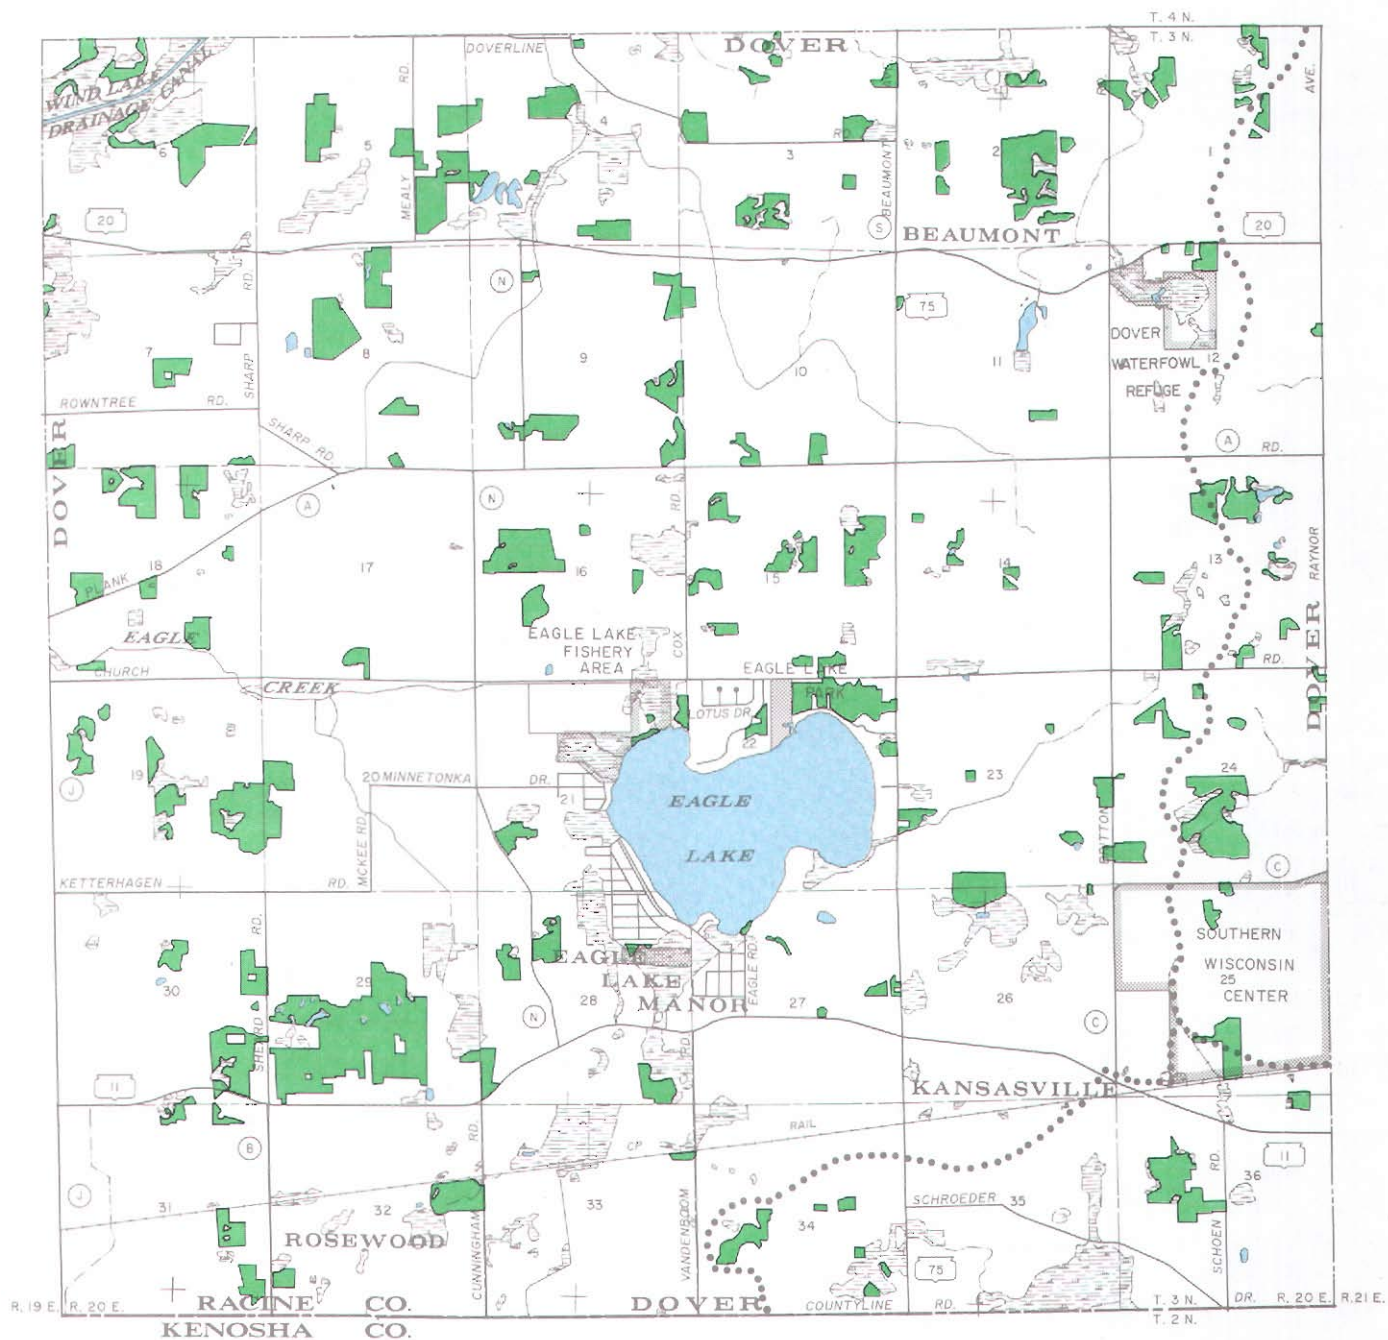 T. 4 N.
T. 3 N.
DOVERLINE
DOVER
RD.
AVE.
RD.
WIND LAKE
DRAINAGE CANAL
6
5
4
RD.
3
2
1
MEALY
BEAUMONT
20
S
BEAUMONT
20
RD.
N
75
DOVER
WATERFOWL
REFUGE
12
7
8
9
10
11
SHARP
ROWNTREE RD.
SHARP RD.
DOVER
A
RD.
A
N
RD.
PLANK
18
17
16
15
14
13
RAYNOR
EAGLE
CREEK
CHURCH
EAGLE LAKE
FISHERY
AREA
COX
EAGLE LAKE
PARK
RD.
DOVER
LOTUS DR.
22
J
19
20
MINNETONKA DR.
21
EAGLE
LAKE
23
24
BRITTON
MCKEE RD.
KETTERHAGEN RD.
C
RD.
SOUTHERN
WISCONSIN
25
CENTER
30
29
EAGLE
LAKE
MANOR
28
EAGLE RD.
27
26
N
C
SHEARD RD.
RD.
11
KANSASVILLE
RAIL
CP
RD.
B
J
31
32
33
34
SCHROEDER
35
RD.
11
36
ROSEWOOD
CUNNINGHAM
VANDENBOOM
75
SCHOEN
R. 19 E. R. 20 E.
RACINE CO.
DOVER
COUNTYLINE RD.
T. 3 N.
DR.
R. 20 E. R. 21 E.
KENOSHA CO.
T. 2 N.